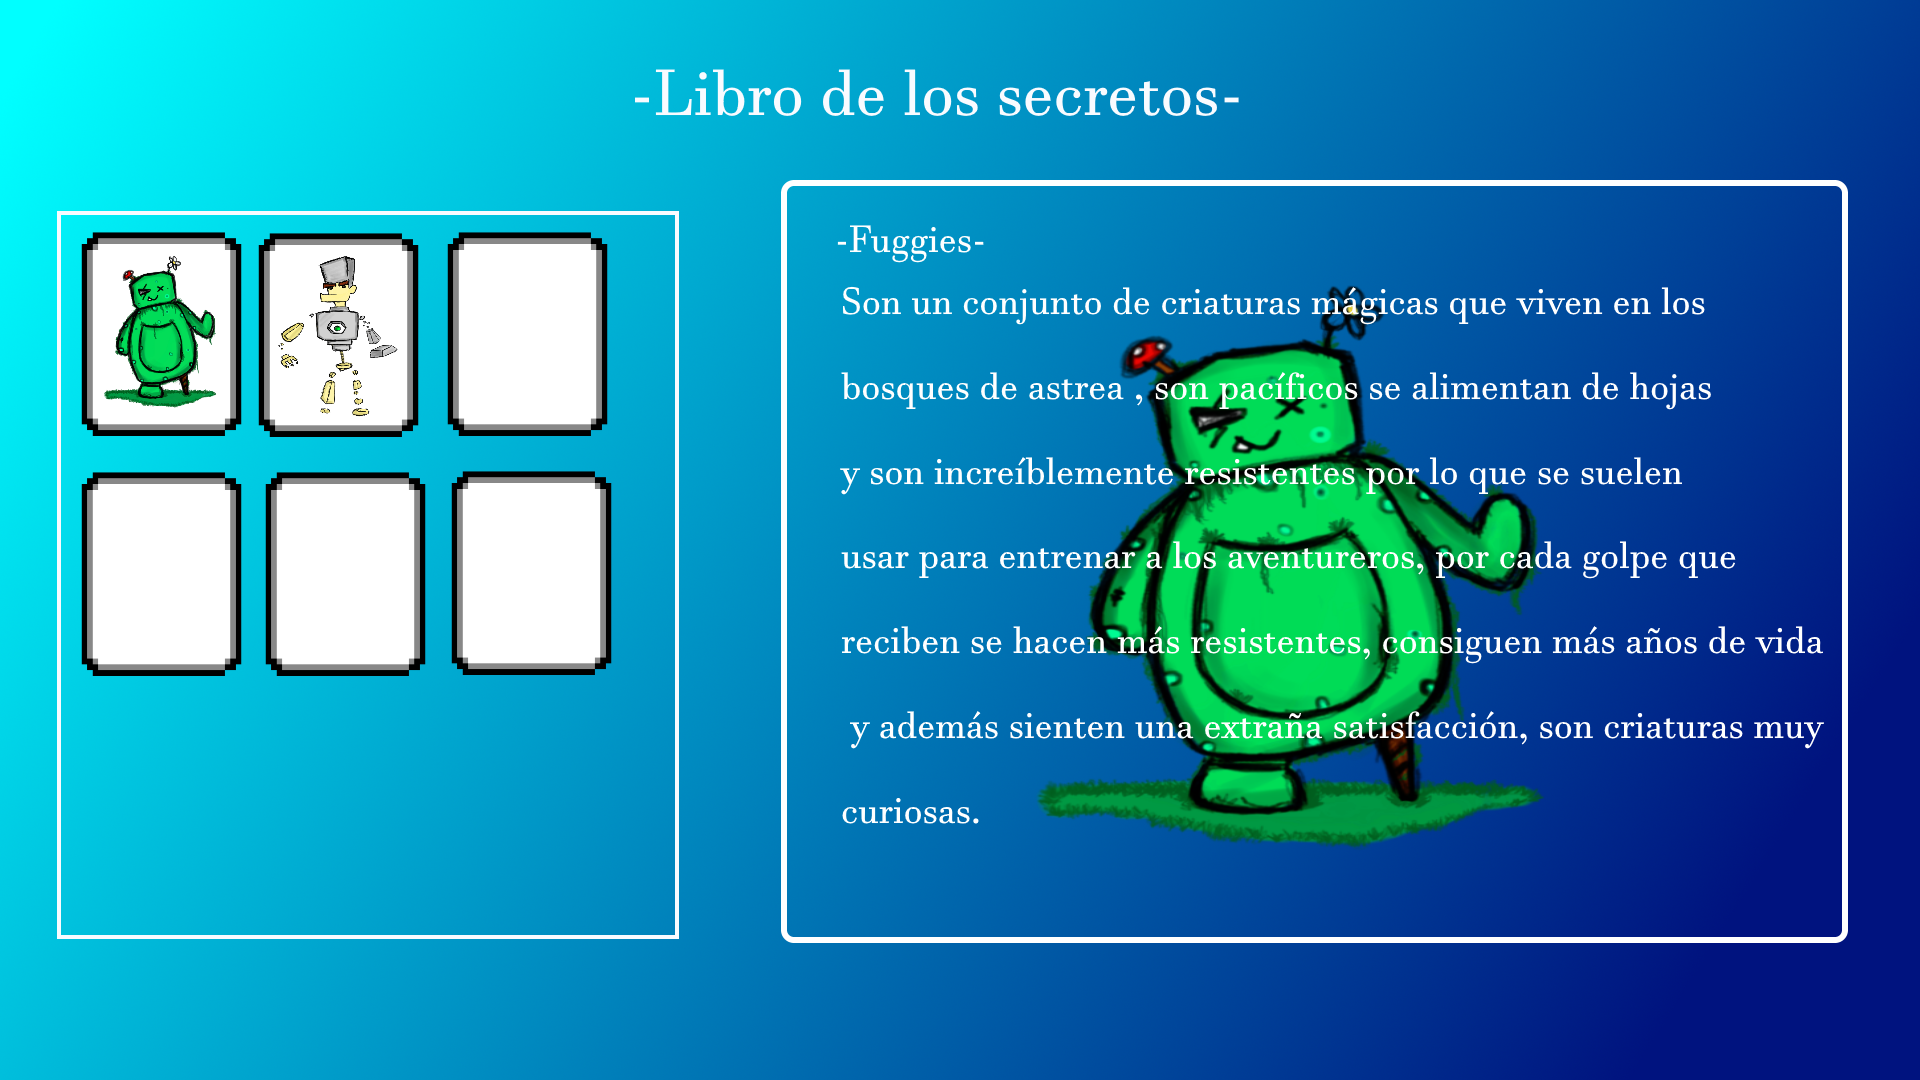 -Libro de los secretos-
-Fuggies-
Son un conjunto de criaturas mágicas que viven en los
bosques de astrea , son pacíficos se alimentan de hojas
y son increíblemente resistentes por lo que se suelen
usar para entrenar a los aventureros, por cada golpe que
reciben se hacen más resistentes, consiguen más años de vida
y además sienten una extraña satisfacción, son criaturas muy
curiosas.